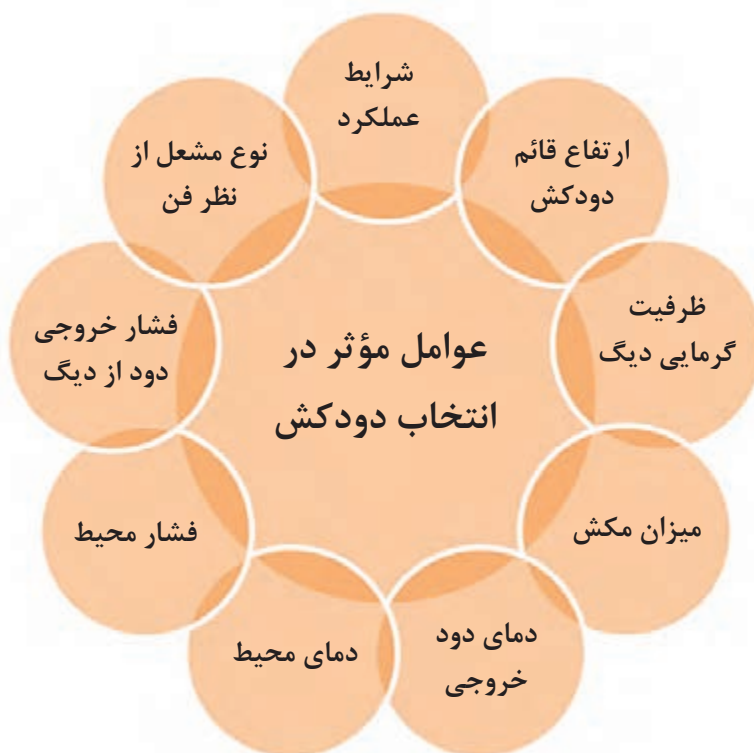 عوامل مؤثر در
انتخاب دودکش
شرایط
عملکرد
ارتفاع قائم
دودکش
ظرفیت
گرمایی دیگ
میزان مکش
دمای دود
خروجی
دمای محیط
فشار محیط
فشار خروجی
دود از دیگ
نوع مشعل از
نظر فن